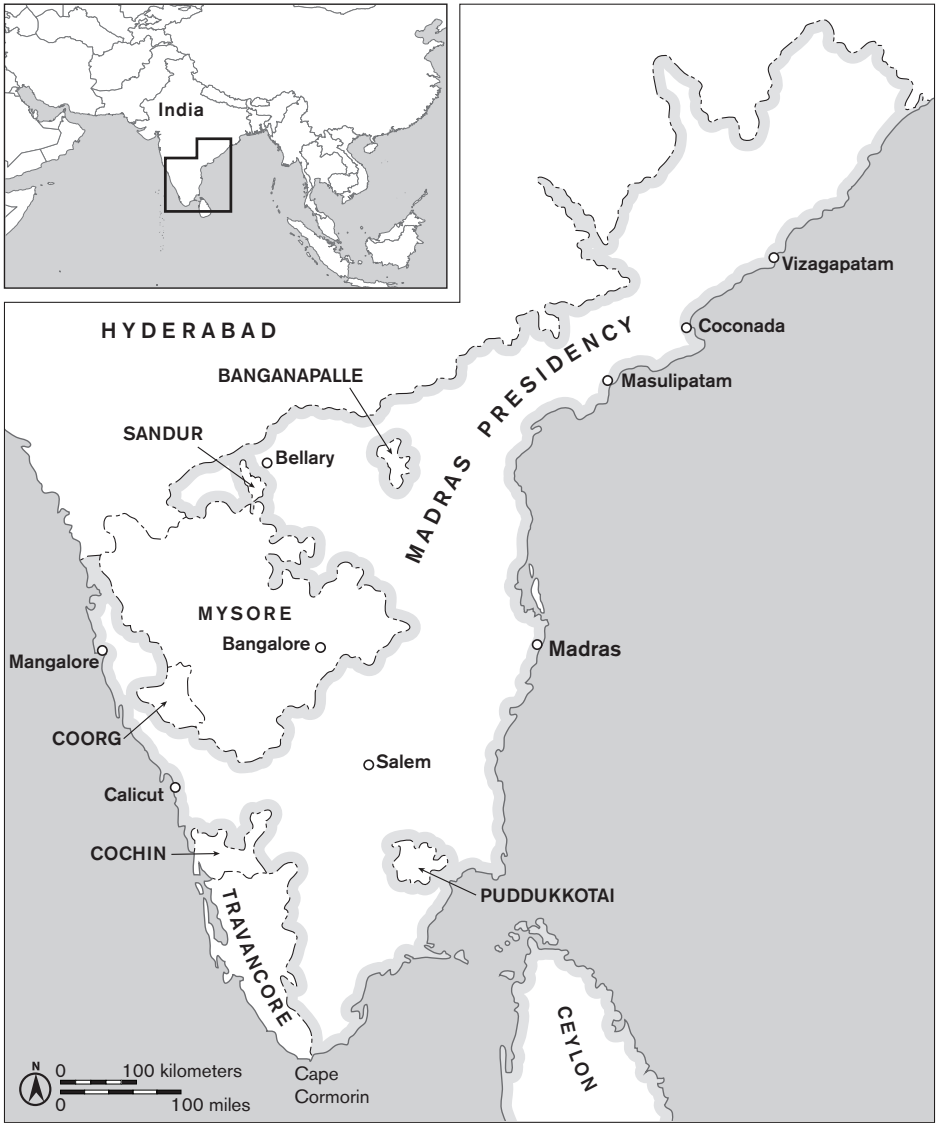 India
HYDERABAD
Vizagapatam
Coconada
MADRAS PRESIDENCY
BANGANAPALLE
Masulipatam
SANDUR
Bellary
MYSORE
Bangalore
Madras
Mangalore
COORG
Salem
Calicut
COCHIN
PUDDUKKOTAI
TRAVANCORE
CEYLON
N
0 100 kilometers
0 100 miles
Cape
Cormorin